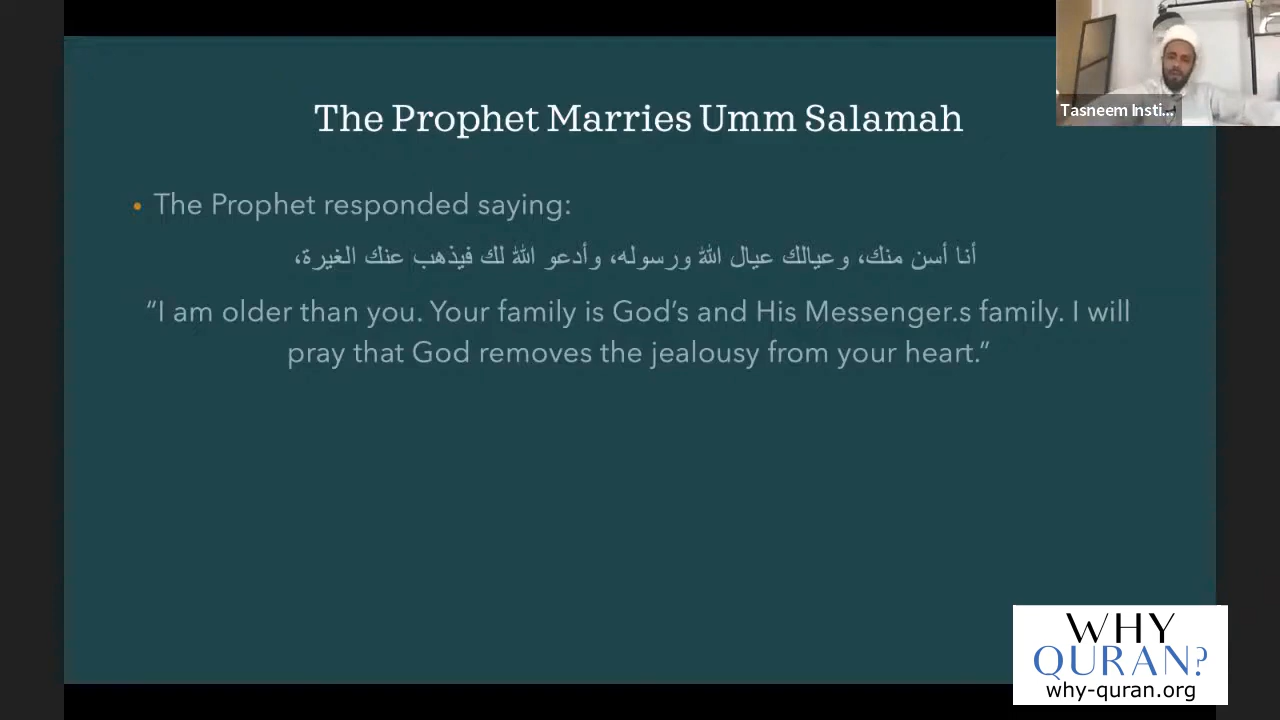 The Prophet Marries Umm Salamah
Tasneem Insti...
• The Prophet responded saying:
أنا أسن منك، وعيالك عيال الله ورسوله، وأدعو الله لك فيذهب عنك الغيرة،
“I am older than you. Your family is God’s and His Messenger.s family. I will
pray that God removes the jealousy from your heart.”
WHY
QURAN?
why-quran.org